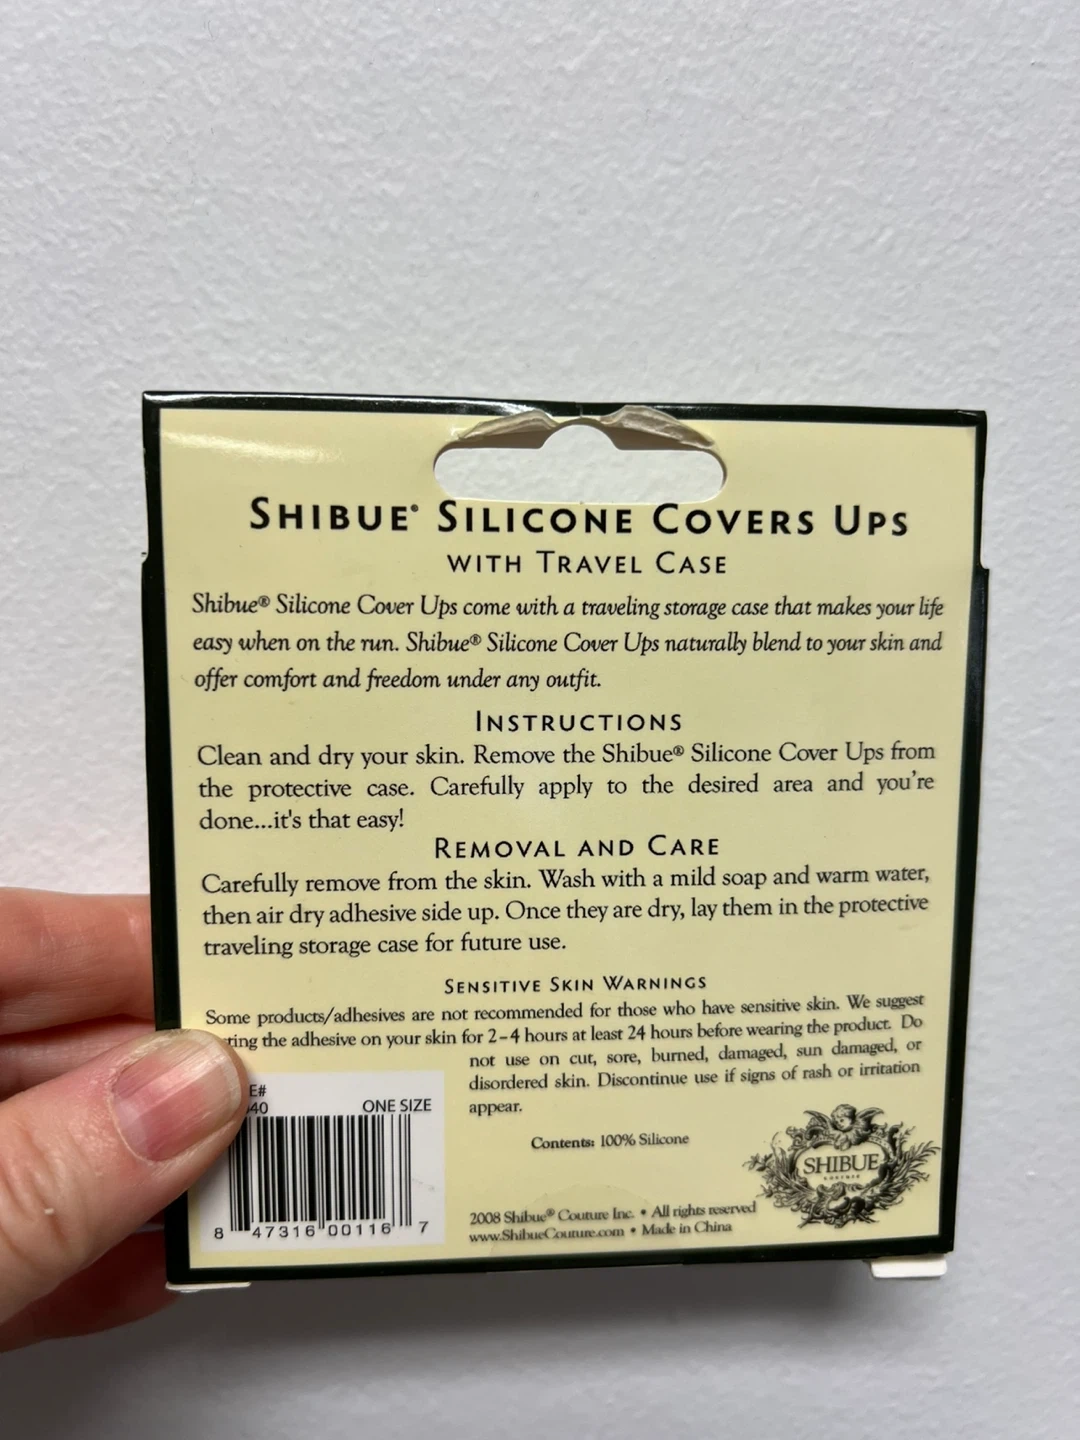 SHIBUE® SILICONE COVERS UPS
WITH TRAVEL CASE
Shibue® Silicone Cover Ups come with a traveling storage case that makes your life
easy when on the run. Shibue® Silicone Cover Ups naturally blend to your skin and
offer comfort and freedom under any outfit.
INSTRUCTIONS
Clean and dry your skin. Remove the Shibue® Silicone Cover Ups from
the protective case. Carefully apply to the desired area and you're
done...it's that easy!
REMOVAL AND CARE
Carefully remove from the skin. Wash with a mild soap and warm water,
then air dry adhesive side up. Once they are dry, lay them in the protective
traveling storage case for future use.
SENSITIVE SKIN WARNINGS
Some products/adhesives are not recommended for those who have sensitive skin. We suggest
the adhesive on your skin for 2-4 hours at least 24 hours before wearing the product. Do
not use on cut, sore, burned, damaged, sun damaged, or
disordered skin. Discontinue use if signs of rash or irritation
appear.
E#
40 ONE SIZE
8 47316 00116 7
Contents: 100% Silicone
2008 Shibue® Couture Inc. • All rights reserved
www.ShibueCouture.com • Made in China
SHIBUE
COUTURE